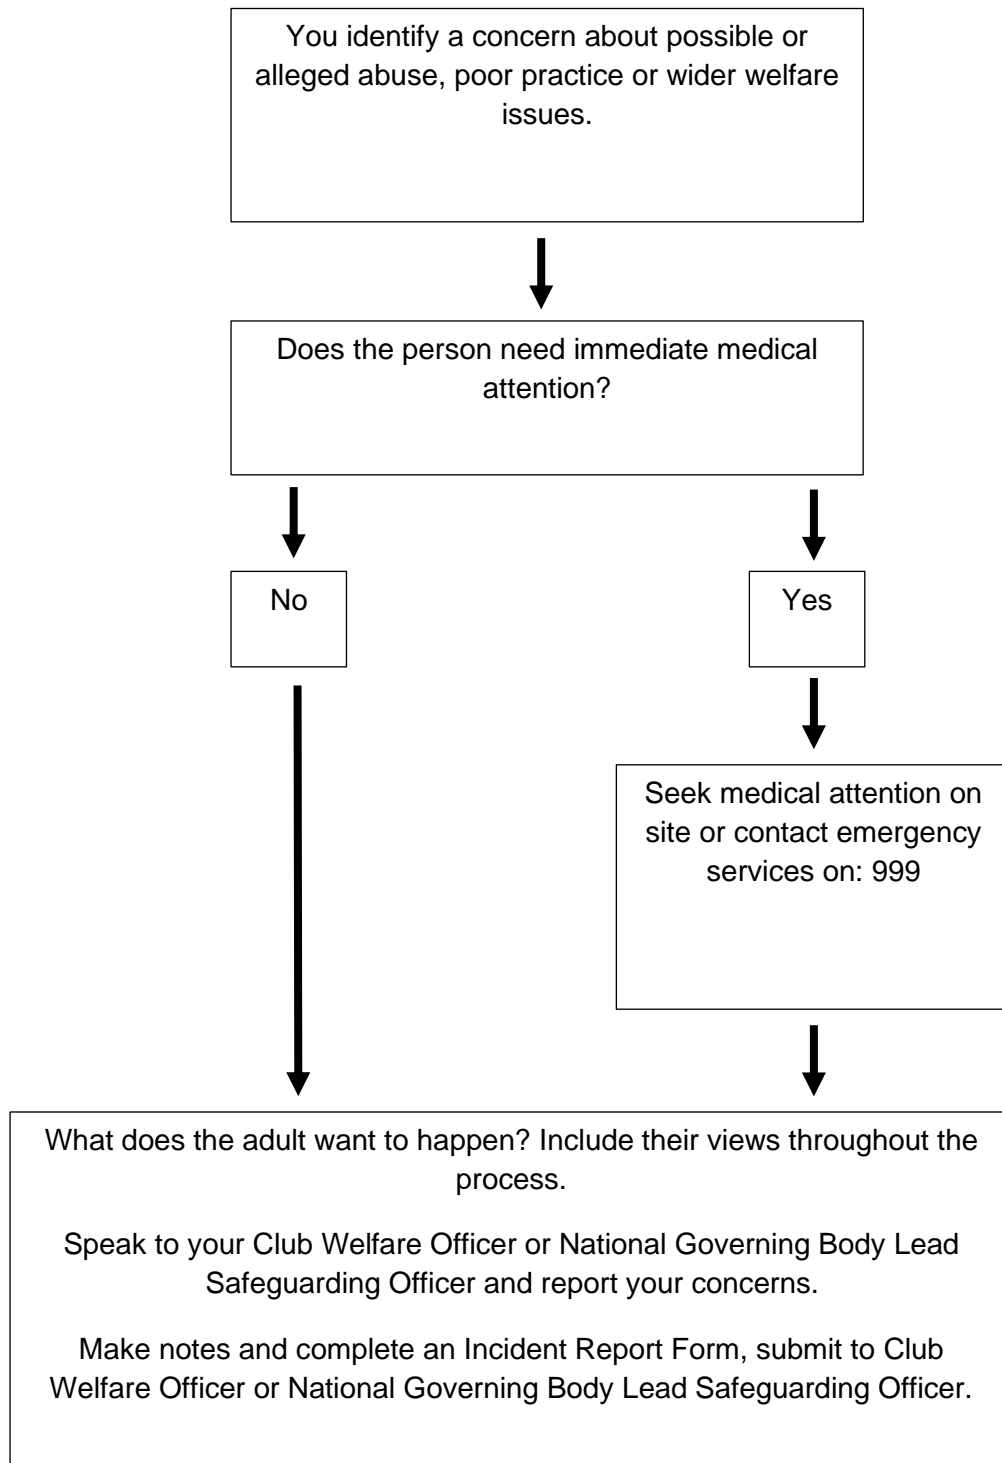 You identify a concern about possible or
alleged abuse, poor practice or wider welfare
issues.
Does the person need immediate medical
attention?
No
Yes
Seek medical attention on
site or contact emergency
services on: 999
What does the adult want to happen? Include their views throughout the
process.
Speak to your Club Welfare Officer or National Governing Body Lead
Safeguarding Officer and report your concerns.
Make notes and complete an Incident Report Form, submit to Club
Welfare Officer or National Governing Body Lead Safeguarding Officer.